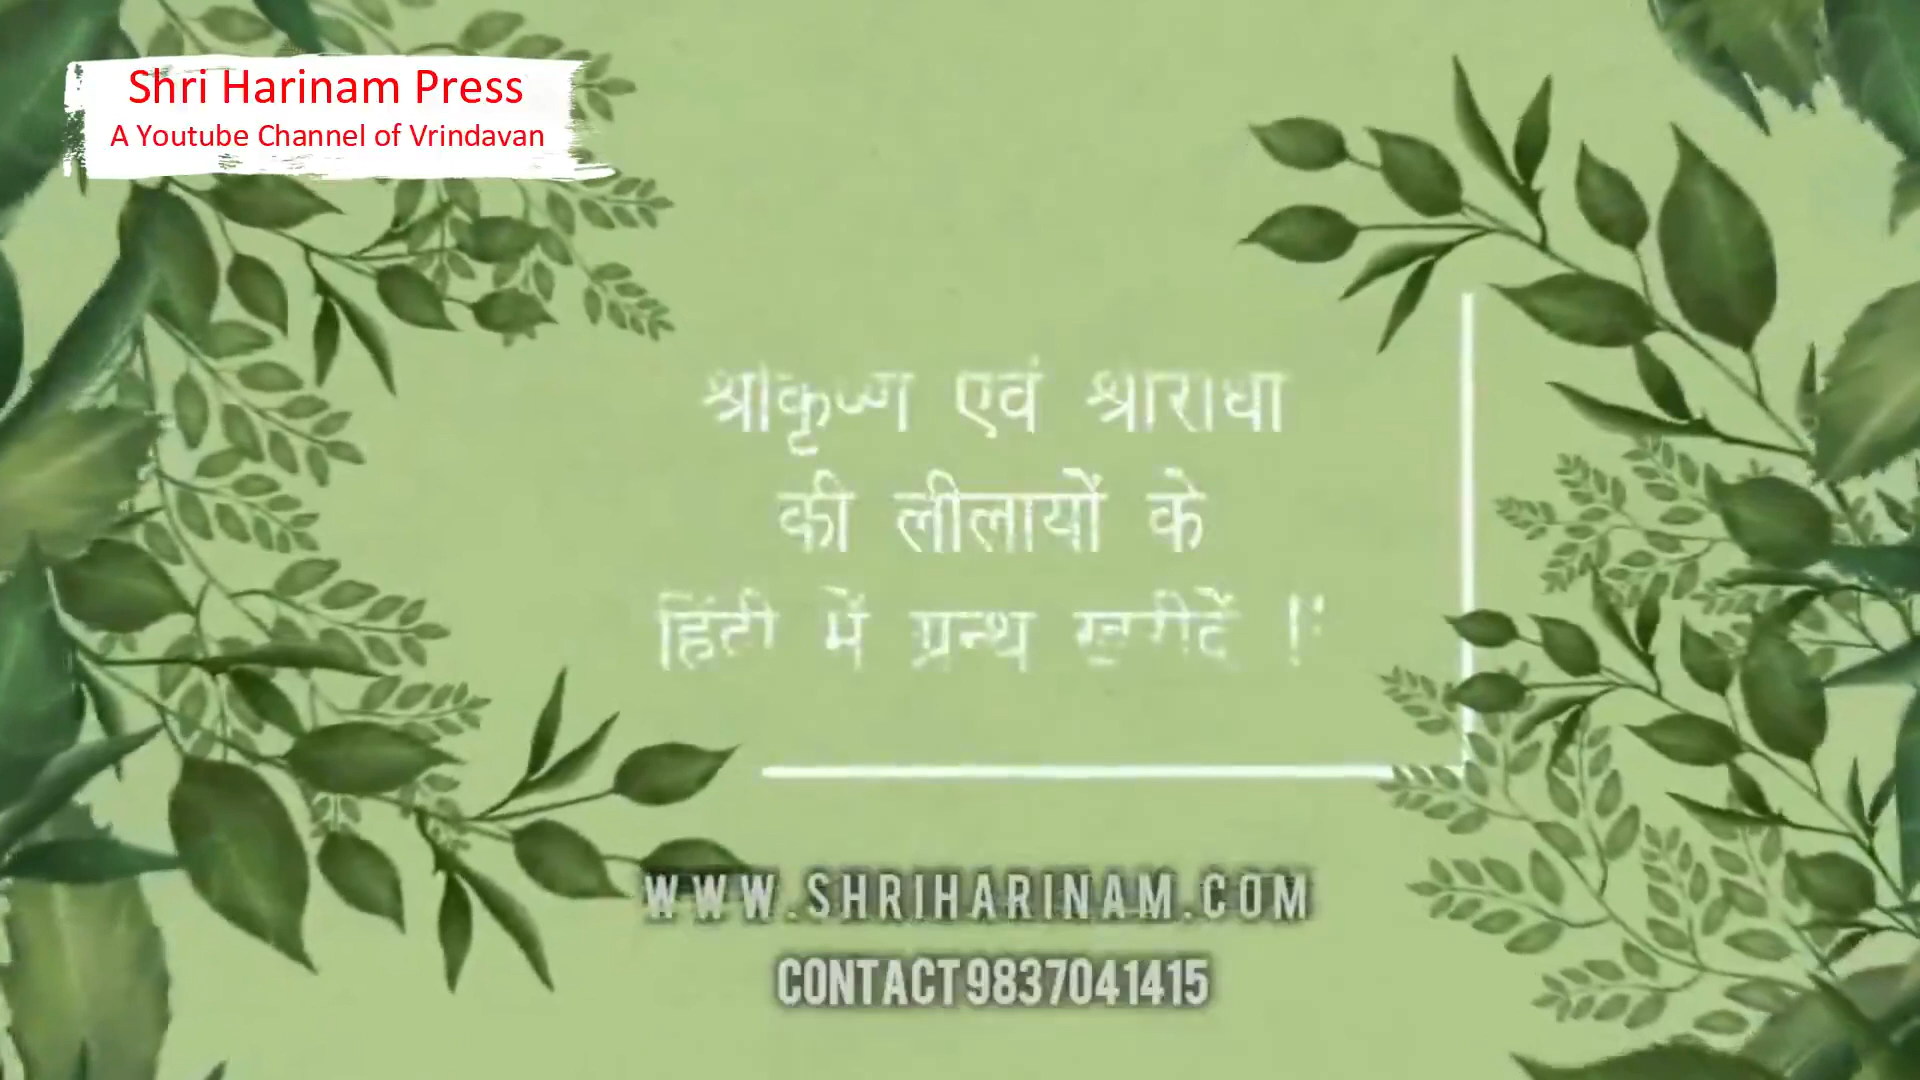 Shri Harinam Press
A Youtube Channel of Vrindavan
श्रीकृष्ण एवं श्रीराधा
की लीलायों के
हिंदी में ग्रन्थ खरीदें !
WWW.SHRIHARINAM.COM
CONTACT 9837041415